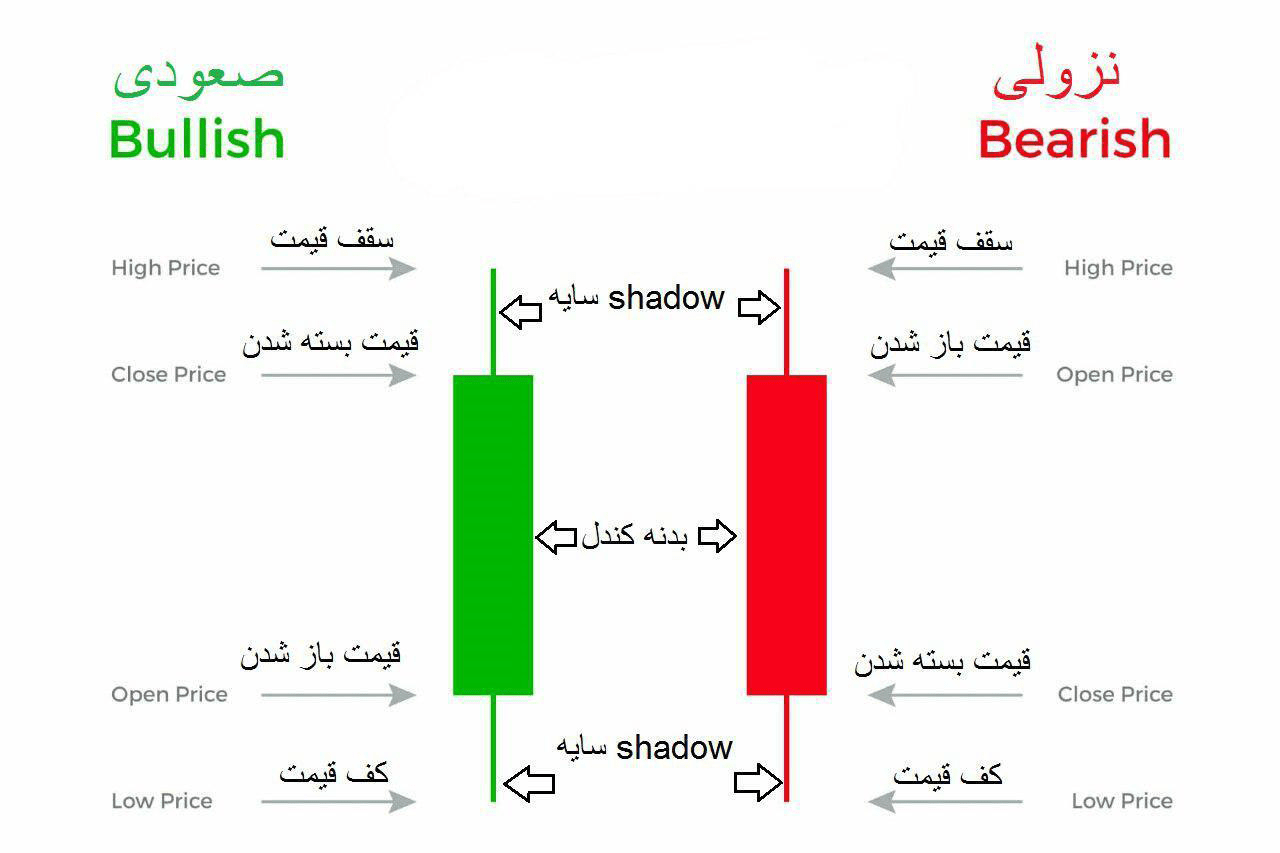 صعودی
Bullish
نزولی
Bearish
سقف قیمت
High Price
سقف قیمت
High Price
سایه shadow
قیمت بسته شدن
Close Price
قیمت باز شدن
Open Price
بدنه کندل
قیمت باز شدن
Open Price
قیمت بسته شدن
Close Price
سایه shadow
کف قیمت
Low Price
کف قیمت
Low Price